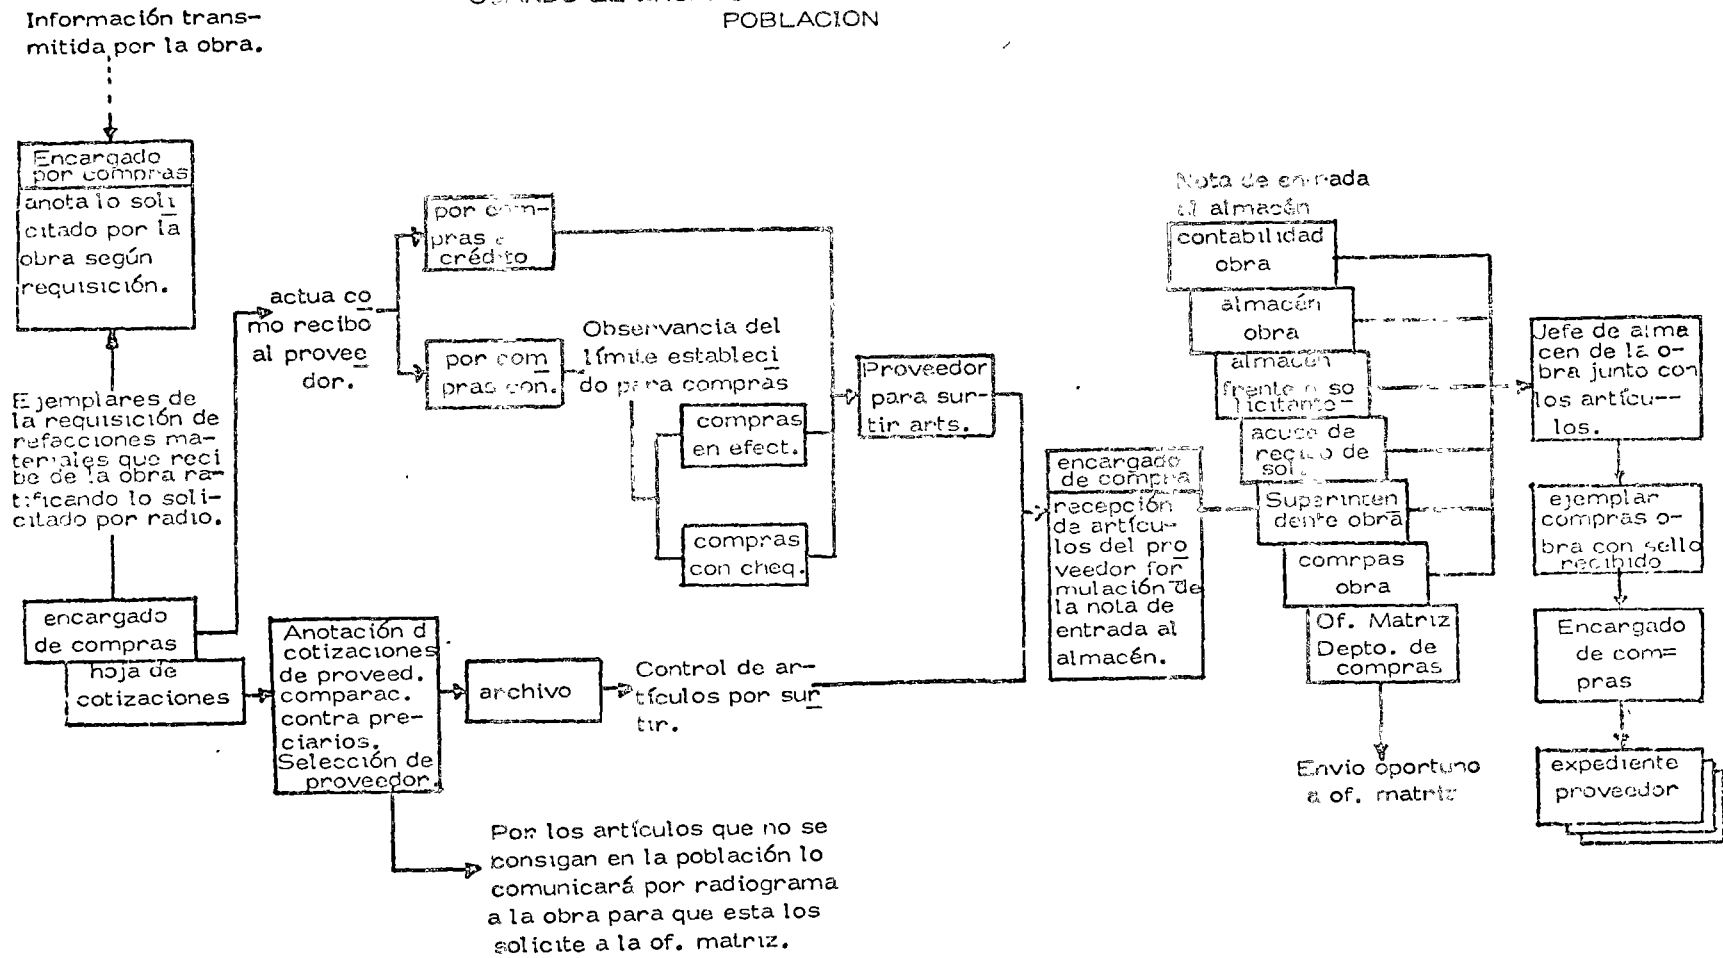 POBLACION
Información trans-
mitida por la obra.
Encargado
por compras
anota lo soli
citado por la
obra según
requisición.
Ejemplares de
la requisición de
refacciones ma-
teriales que reci
be de la obra ra-
tificando lo soli-
citado por radio.
encargado
de compras
hoja de
cotizaciones
actua co
mo recibo
al provee
dor.
por com-
pras
crédito
por com
pras con.
Observancia del
límite estableci
do para compras
compras
en efect.
compras
con cheq.
Proveedor
para sur-
tir arts.
Anotación d
cotizaciones
de proveed.
comparac.
contra pre-
ciarios.
Selección de
proveedor.
archivo
Control de ar-
tículos por sur
tir.
Por los artículos que no se
consigan en la población lo
comunicará por radiograma
a la obra para que esta los
solicite a la of. matriz.
encargado
de compra
recepción
de artícu-
los del pro
veedor for
mulación de
la nota de
entrada al
almacén.
Nota de entrada
al almacén
contabilidad
obra
almacén
obra
almacén
frente o so
licitante-
acuse de
recibo de
sol.
Superinten
dente obra
comrpas
obra
Of. Matriz
Depto. de
compras
Envio oportuno
a of. matriz
Jefe de alma
cen de la o-
bra junto con
los artícu--
los.
ejemplar
compras o-
bra con sello
recibido
Encargado
de com=
pras
expediente
proveedor